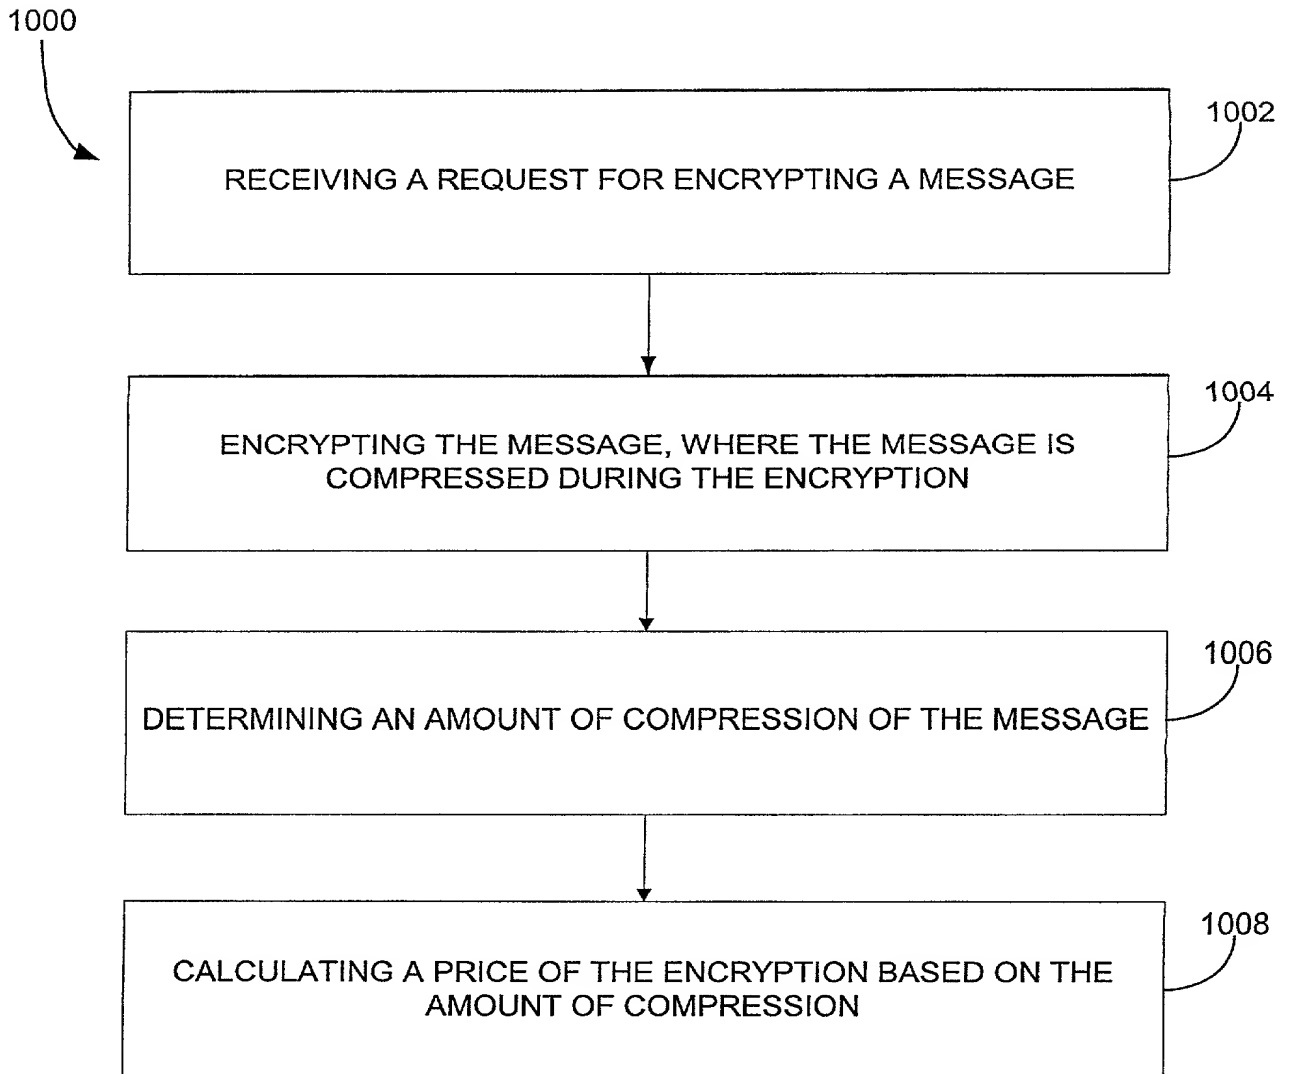 1000
1002
RECEIVING A REQUEST FOR ENCRYPTING A MESSAGE
1004
ENCRYPTING THE MESSAGE, WHERE THE MESSAGE IS
COMPRESSED DURING THE ENCRYPTION
1006
DETERMINING AN AMOUNT OF COMPRESSION OF THE MESSAGE
1008
CALCULATING A PRICE OF THE ENCRYPTION BASED ON THE
AMOUNT OF COMPRESSION